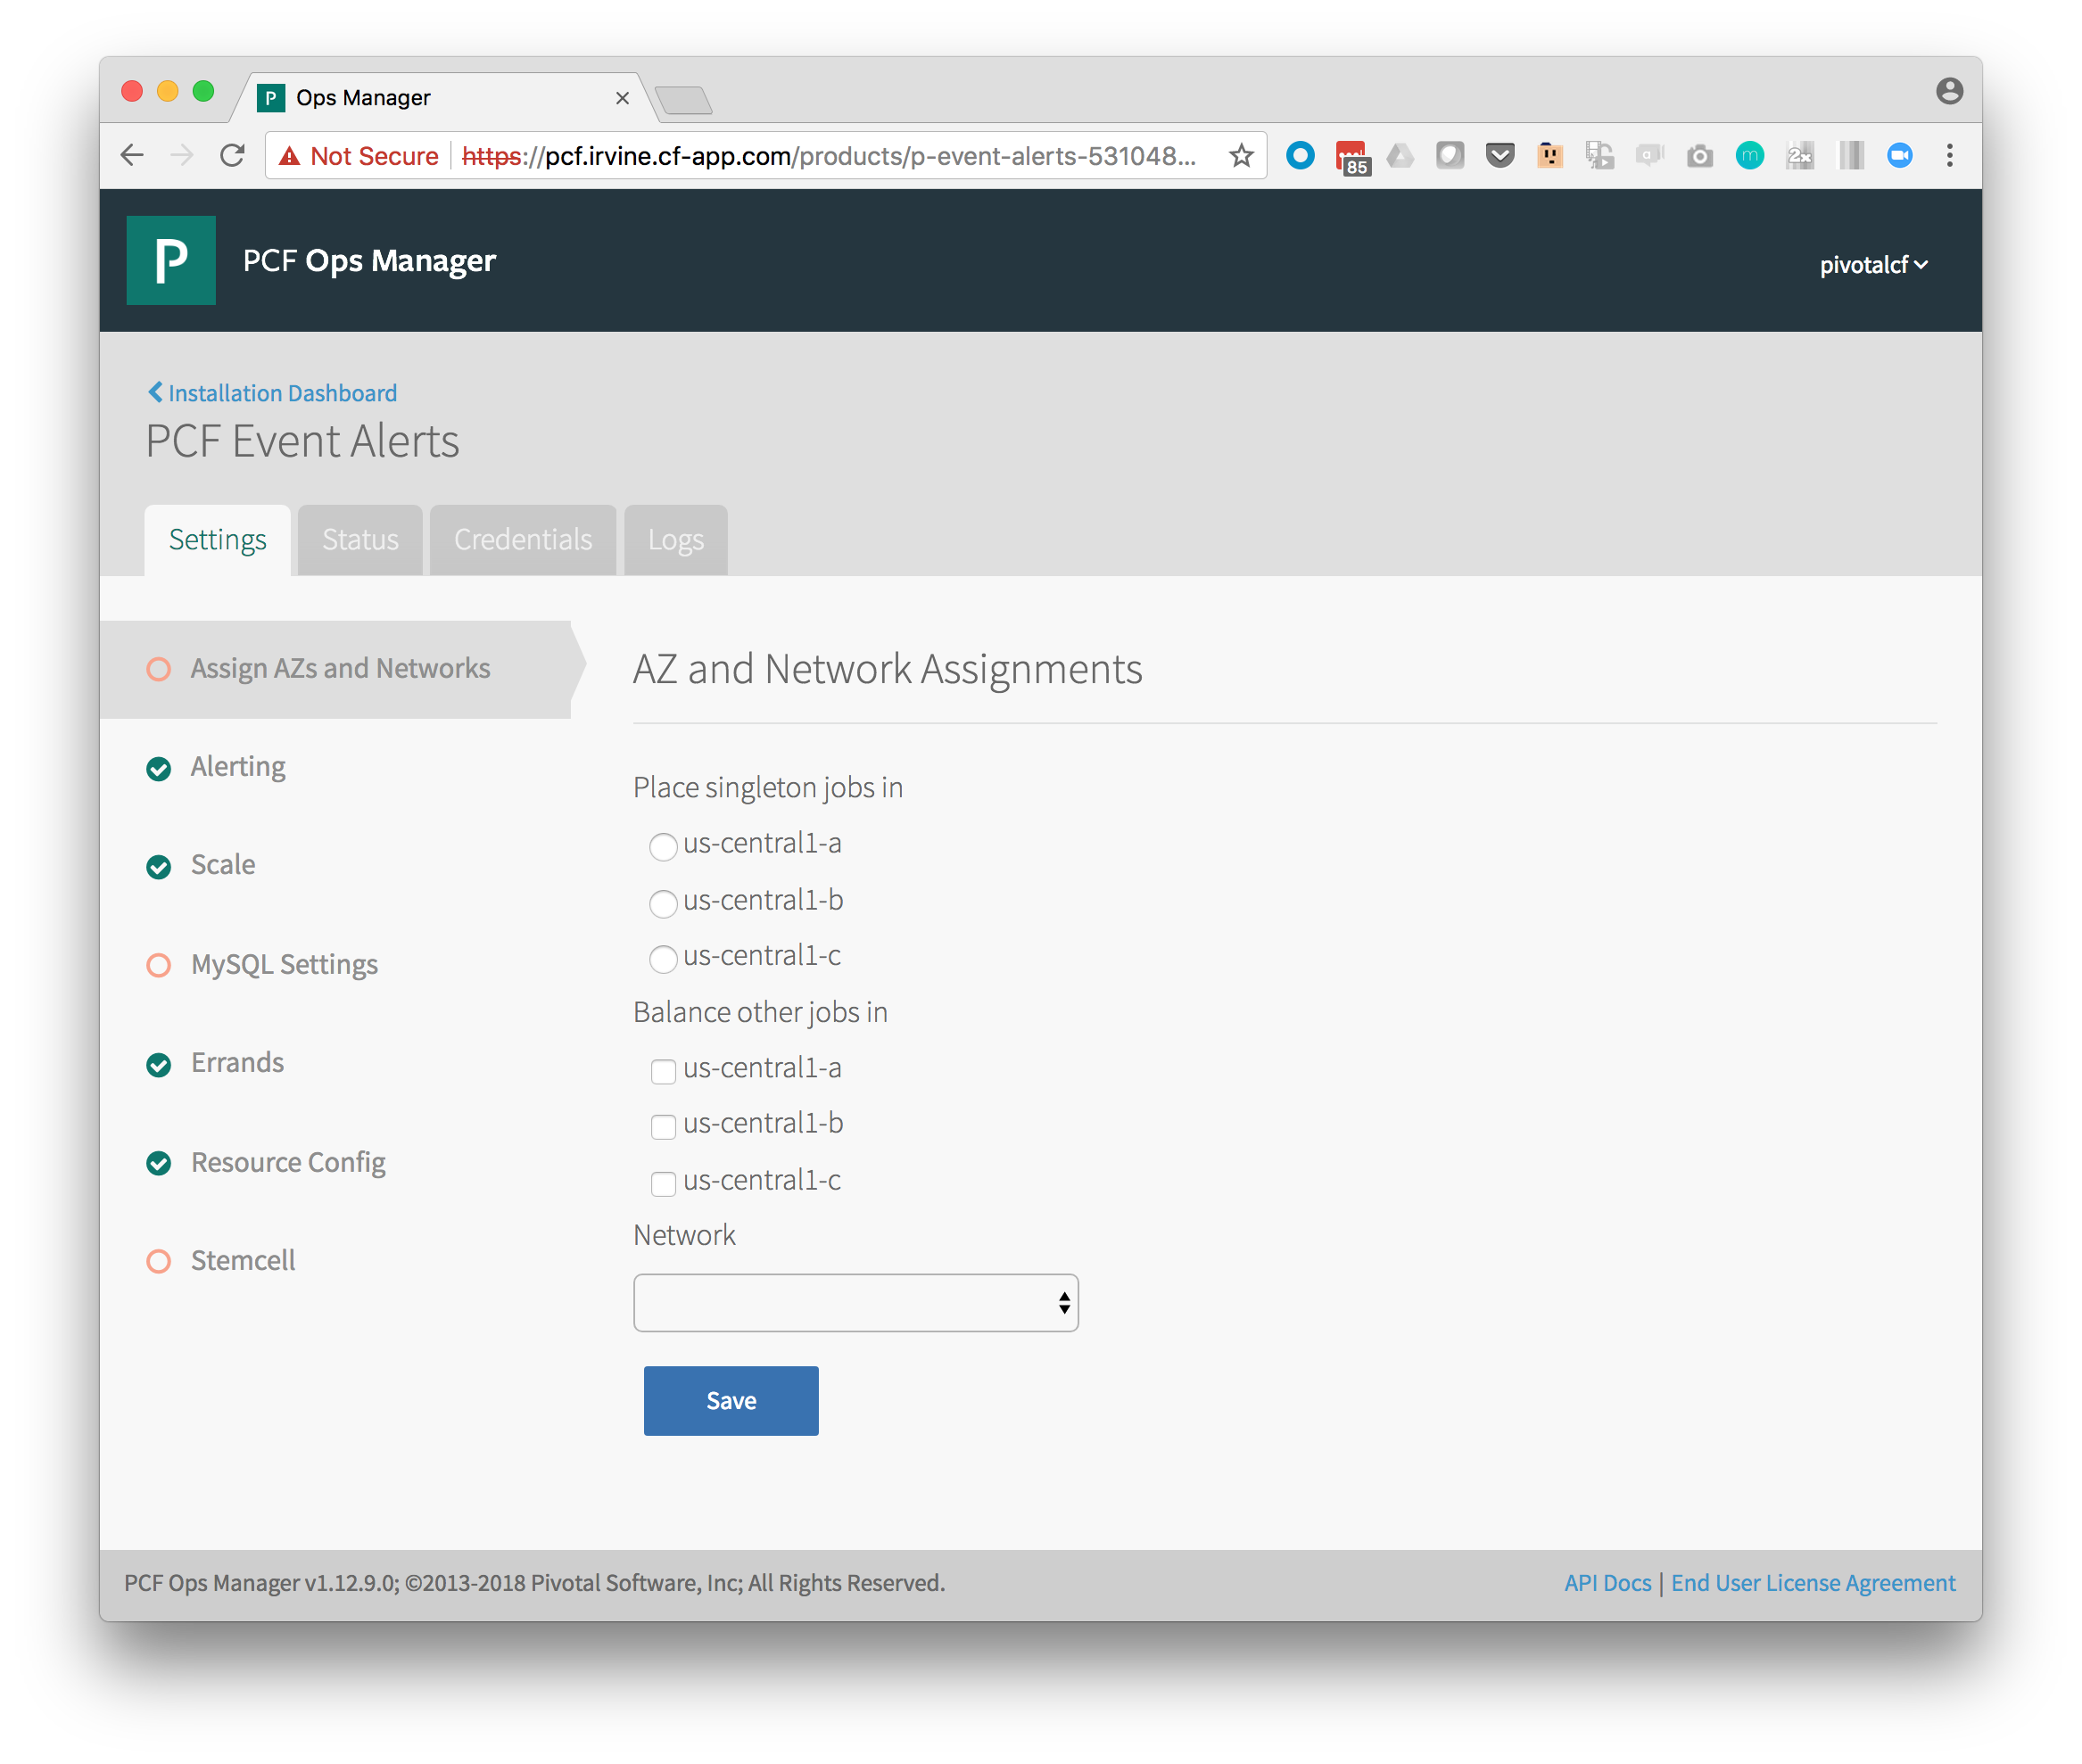 P Ops Manager
Not Secure https://pcf.irvine.cf-app.com/products/p-event-alerts-531048...
85
a
m
2x
P PCF Ops Manager
pivotalcf
Installation Dashboard
PCF Event Alerts
Settings Status Credentials Logs
Assign AZs and Networks
Alerting
Scale
MySQL Settings
Errands
Resource Config
Stemcell
AZ and Network Assignments
Place singleton jobs in
us-central1-a
us-central1-b
us-central1-c
Balance other jobs in
us-central1-a
us-central1-b
us-central1-c
Network
Save
PCF Ops Manager v1.12.9.0; ©2013-2018 Pivotal Software, Inc; All Rights Reserved.
API Docs | End User License Agreement